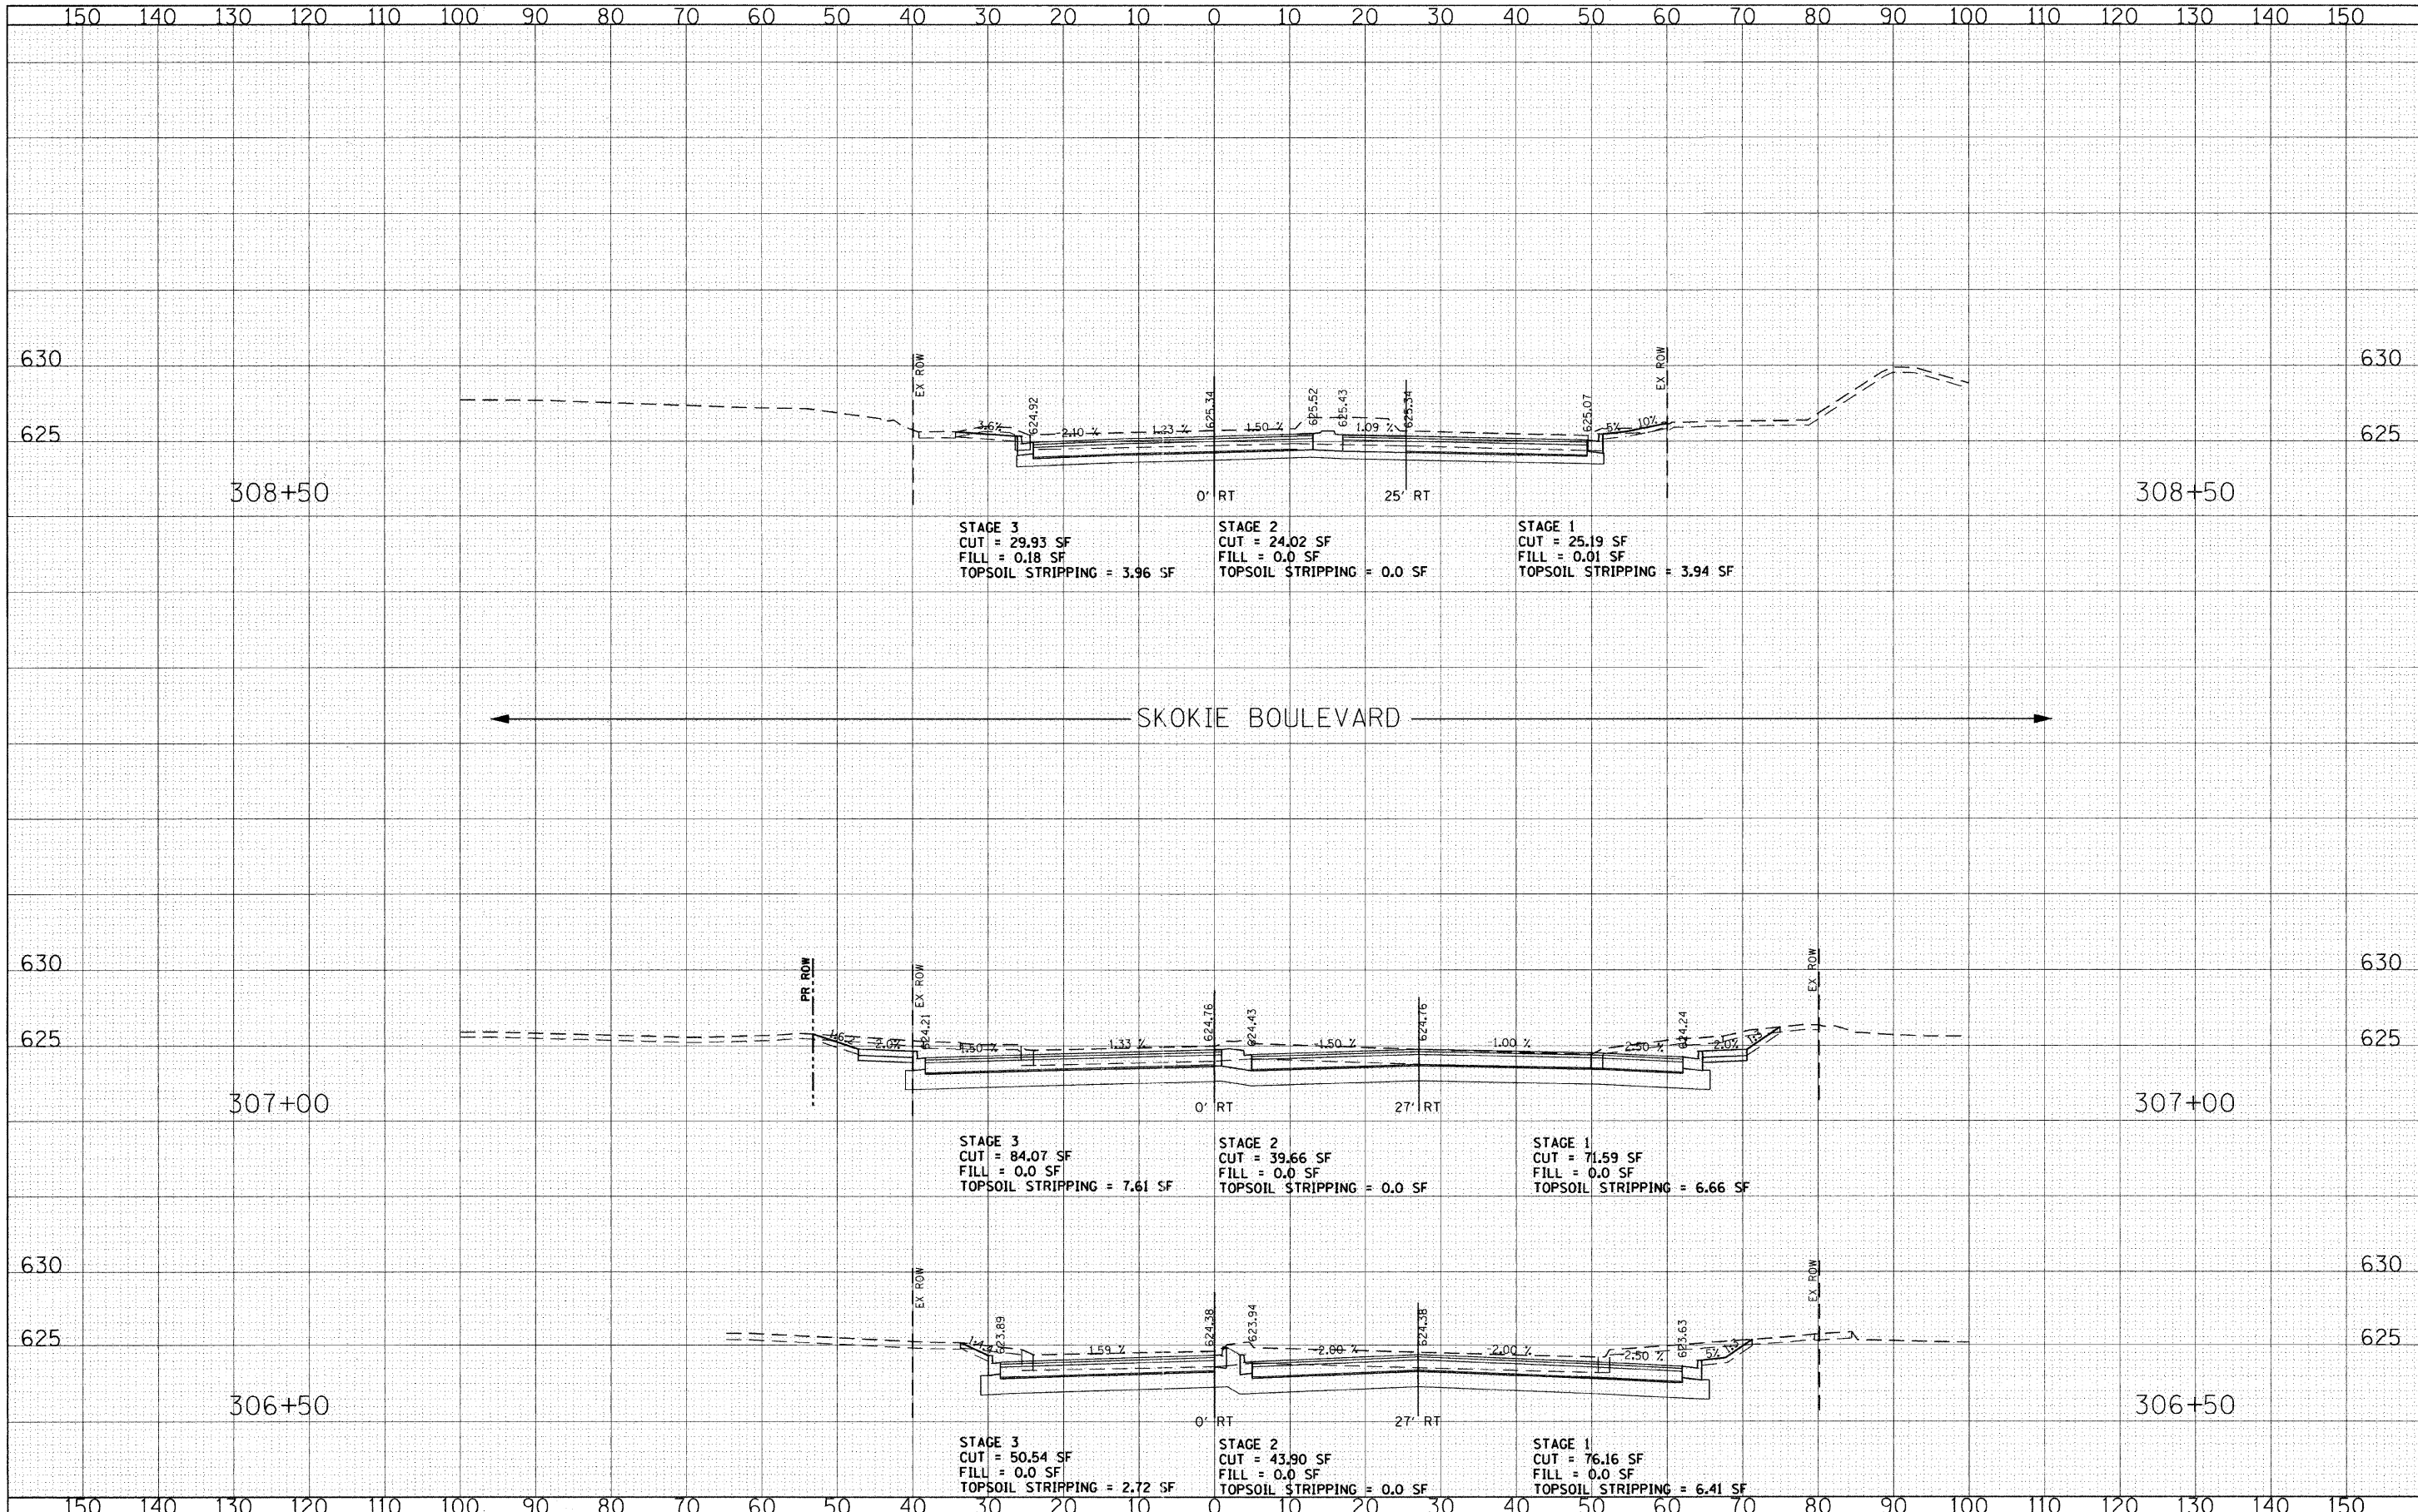 150 140 130 120 110 100 90 80 70 60 50 40 30 20 10 0 10 20 30 40 50 60 70 80 90 100 110 120 130 140 150
630 630
EX ROW EX ROW
624.92 625.34 625.52 625.43 625.34 625.07
625 625
3.6% 2.10 % 1.23 % 1.50 % 1.09 % 5% 10%
308+50 0' RT 25' RT 308+50
STAGE 3
CUT = 29.93 SF
FILL = 0.18 SF
TOPSOIL STRIPPING = 3.96 SF
STAGE 2
CUT = 24.02 SF
FILL = 0.0 SF
TOPSOIL STRIPPING = 0.0 SF
STAGE 1
CUT = 25.19 SF
FILL = 0.01 SF
TOPSOIL STRIPPING = 3.94 SF
SKOKIE BOULEVARD
630 630
PR ROW EX ROW EX ROW
624.21 624.76 624.43 624.76 624.24
625 625
2.0% 1.50 % 1.33 % -1.50 % -1.00 % 2.50 % 2.0% 1:3
307+00 0' RT 27' RT 307+00
STAGE 3
CUT = 84.07 SF
FILL = 0.0 SF
TOPSOIL STRIPPING = 7.61 SF
STAGE 2
CUT = 39.66 SF
FILL = 0.0 SF
TOPSOIL STRIPPING = 0.0 SF
STAGE 1
CUT = 71.59 SF
FILL = 0.0 SF
TOPSOIL STRIPPING = 6.66 SF
630 630
EX ROW EX ROW
623.89 624.38 623.94 624.38 623.63
625 625
1.59 % -2.00 % -2.00 % -2.50 % 5% 1:3
306+50 0' RT 27' RT 306+50
STAGE 3
CUT = 50.54 SF
FILL = 0.0 SF
TOPSOIL STRIPPING = 2.72 SF
STAGE 2
CUT = 43.90 SF
FILL = 0.0 SF
TOPSOIL STRIPPING = 0.0 SF
STAGE 1
CUT = 76.16 SF
FILL = 0.0 SF
TOPSOIL STRIPPING = 6.41 SF
150 140 130 120 110 100 90 80 70 60 50 40 30 20 10 0 10 20 30 40 50 60 70 80 90 100 110 120 130 140 150